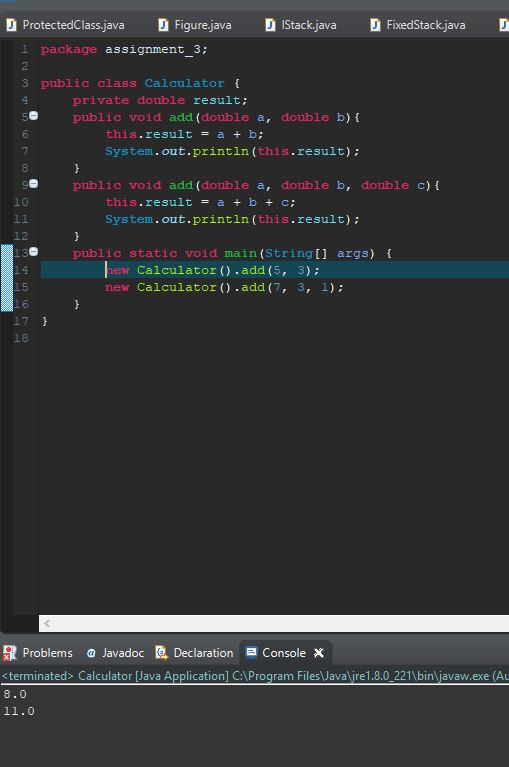 ProtectedClass.java Figure.java IStack.java FixedStack.java
1 package assignment_3;
2
3 public class Calculator {
4     private double result;
5     public void add(double a, double b){
6         this.result = a + b;
7         System.out.println(this.result);
8     }
9     public void add(double a, double b, double c){
10         this.result = a + b + c;
11         System.out.println(this.result);
12     }
13     public static void main(String[] args) {
14         new Calculator().add(5, 3);
15         new Calculator().add(7, 3, 1);
16     }
17 }
18
Problems @ Javadoc Declaration Console
<terminated> Calculator [Java Application] C:\Program Files\Java\jre1.8.0_221\bin\javaw.exe (Au
8.0
11.0